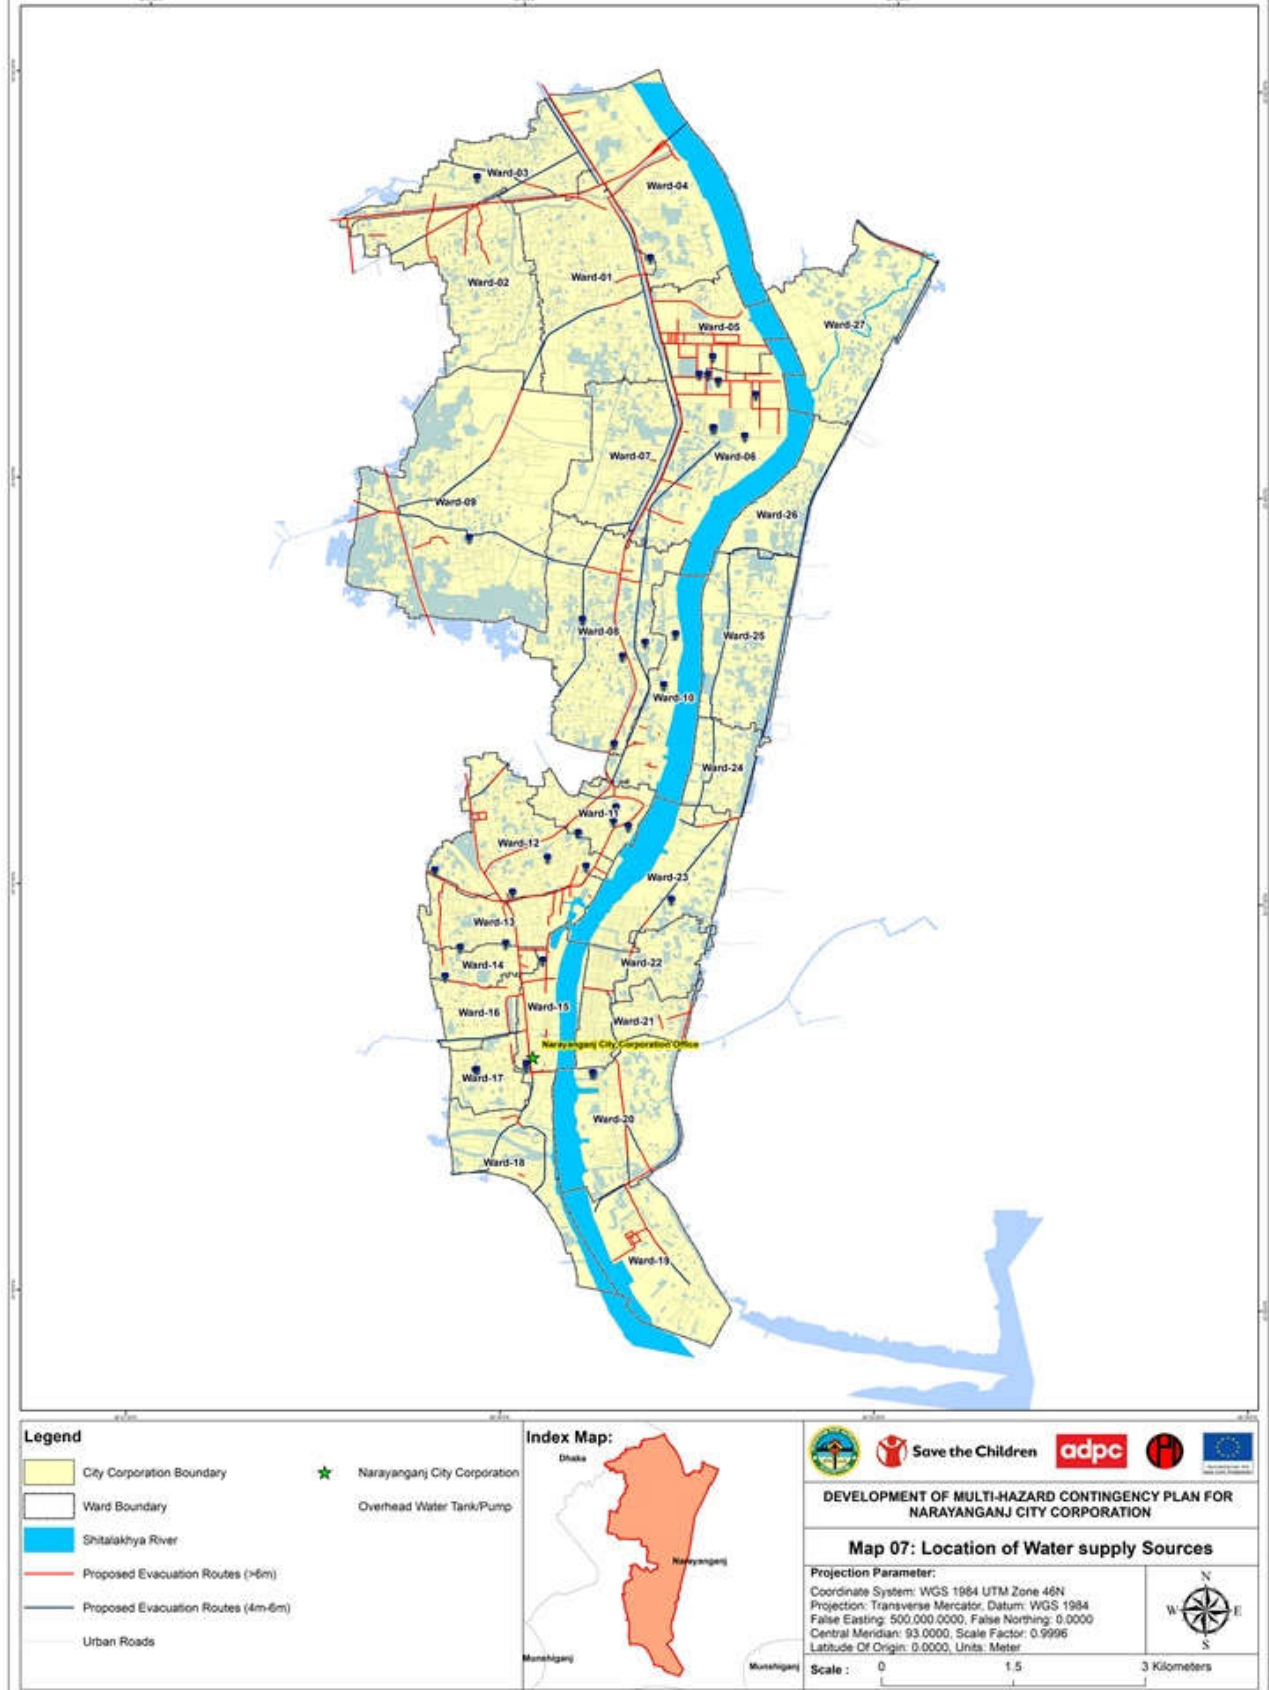 Ward-03
Ward-04
Ward-02
Ward-01
Ward-05
Ward-27
Ward-07
Ward-06
Ward-09
Ward-26
Ward-08
Ward-25
Ward-10
Ward-24
Ward-11
Ward-12
Ward-23
Ward-13
Ward-14
Ward-22
Ward-16
Ward-15
Ward-21
Narayanganj City Corporation Office
Ward-17
Ward-20
Ward-18
Ward-19
Legend
City Corporation Boundary
Ward Boundary
Shitalakhya River
Proposed Evacuation Routes (>6m)
Proposed Evacuation Routes (4m-6m)
Urban Roads
Narayanganj City Corporation
Overhead Water Tank/Pump
Index Map:
Dhaka
Narayanganj
Munshiganj
Munshiganj
Save the Children
adpc
DEVELOPMENT OF MULTI-HAZARD CONTINGENCY PLAN FOR
NARAYANGANJ CITY CORPORATION
Map 07: Location of Water supply Sources
Projection Parameter:
Coordinate System: WGS 1984 UTM Zone 46N
Projection: Transverse Mercator, Datum: WGS 1984
False Easting: 500,000.0000, False Northing: 0.0000
Central Meridian: 93.0000, Scale Factor: 0.9996
Latitude Of Origin: 0.0000, Units: Meter
N
W
E
S
Scale :
0
1.5
3 Kilometers